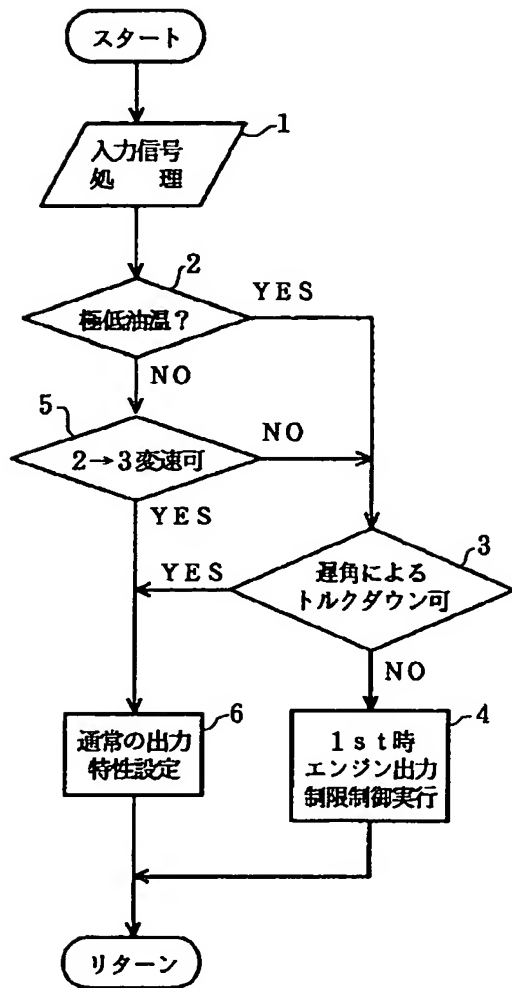 スタート
1
入力信号
処 理
2
極低油温?
YES
NO
5
2→3変速可
NO
YES
3
遅角による
トルクダウン可
YES
NO
6
通常の出力
特性設定
4
1st時
エンジン出力
制限制御実行
リターン